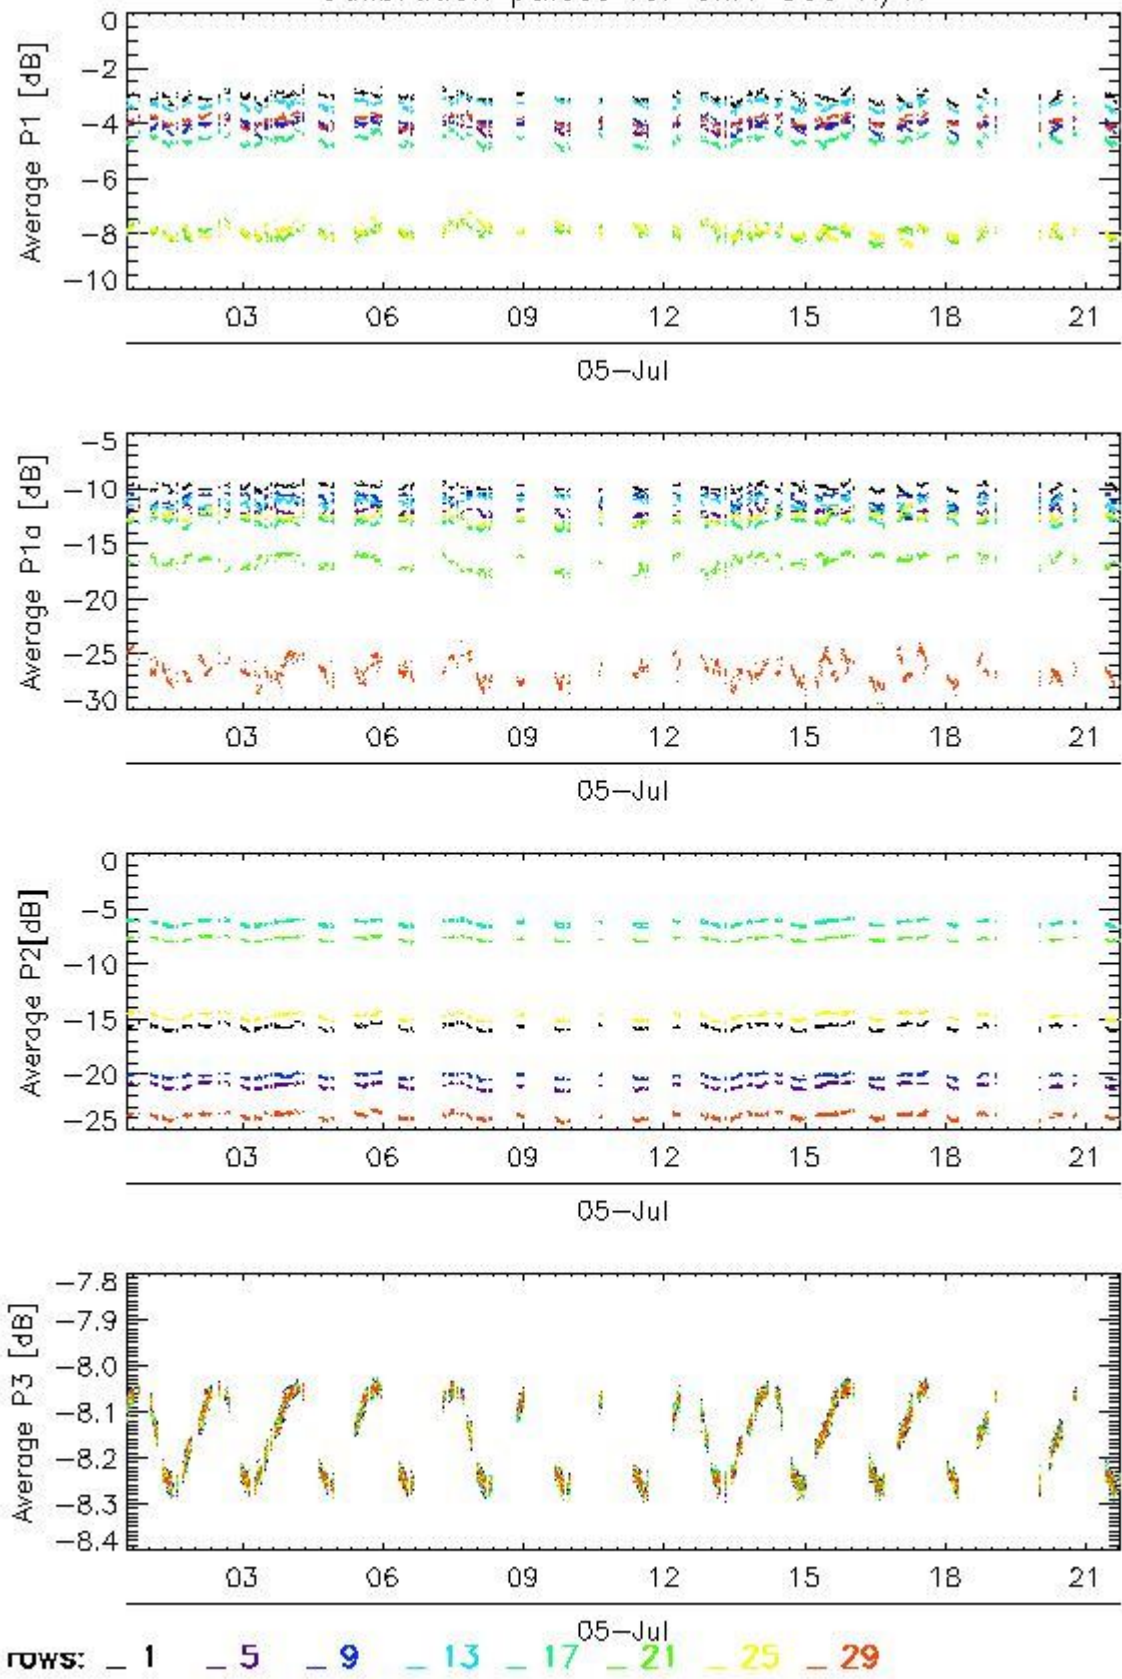 0
−2
−4
−6
−8
−10
Average P1 [dB]
03 06 09 12 15 18 21
05−Jul
−5
−10
−15
−20
−25
−30
Average P1a [dB]
03 06 09 12 15 18 21
05−Jul
0
−5
−10
−15
−20
−25
Average P2[dB]
03 06 09 12 15 18 21
05−Jul
−7.8
−7.9
−8.0
−8.1
−8.2
−8.3
−8.4
Average P3 [dB]
03 06 09 12 15 18 21
05−Jul
rows: _ 1 _ 5 _ 9 _ 13 _ 17 _ 21 _ 25 _ 29